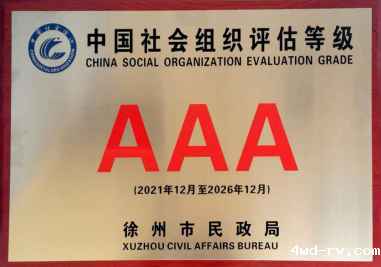 中国社会组织评估等级
CHINA SOCIAL ORGANIZATION EVALUATION GRADE
AAA
(2021年12月至2026年12月)
徐州市民政局
XUZHOU CIVIL AFFAIRS BUREAU
4wd-rv.com